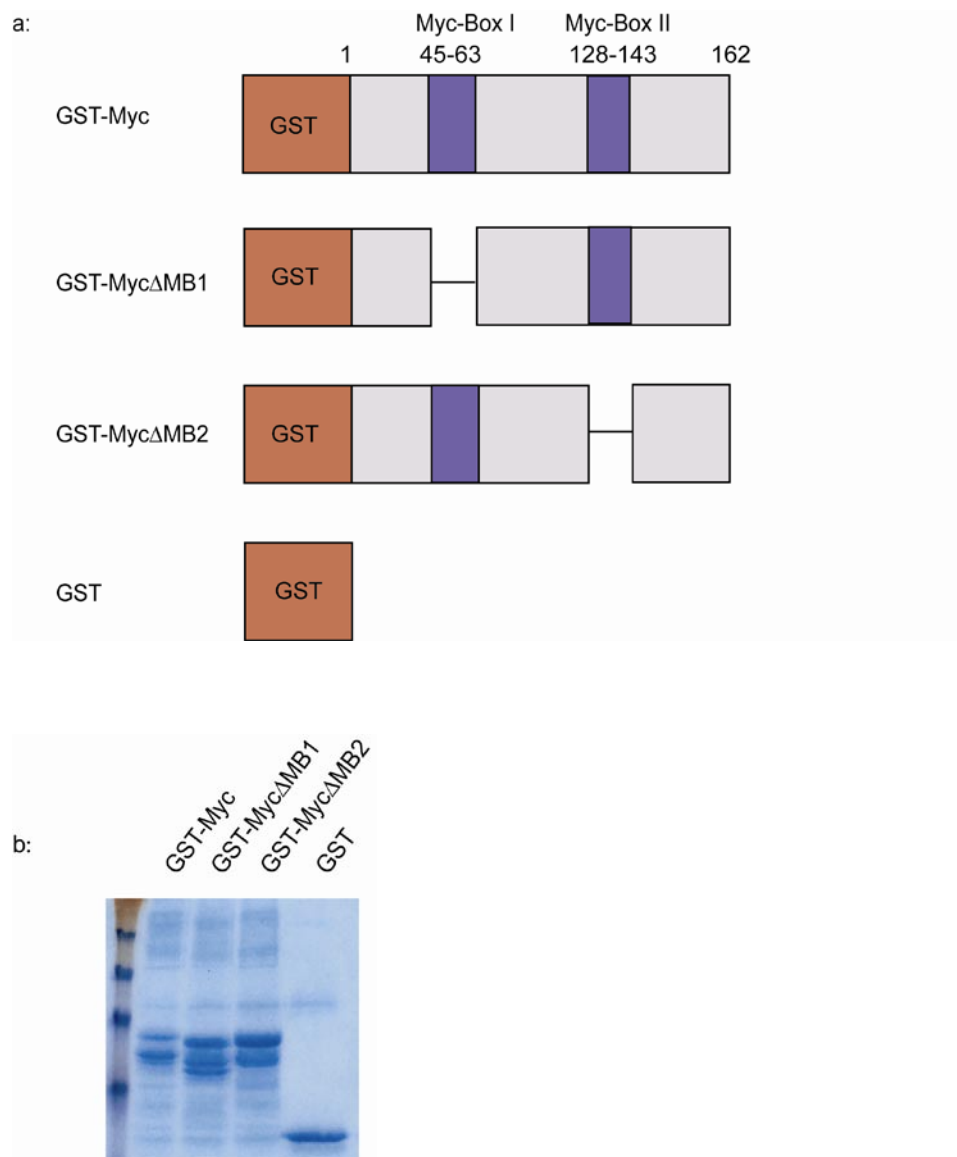 a:
Myc-Box I Myc-Box II
1 45-63 128-143 162
GST-Myc GST
GST-MycΔMB1 GST
GST-MycΔMB2 GST
GST GST
b:
GST-Myc
GST-MycΔMB1
GST-MycΔMB2
GST